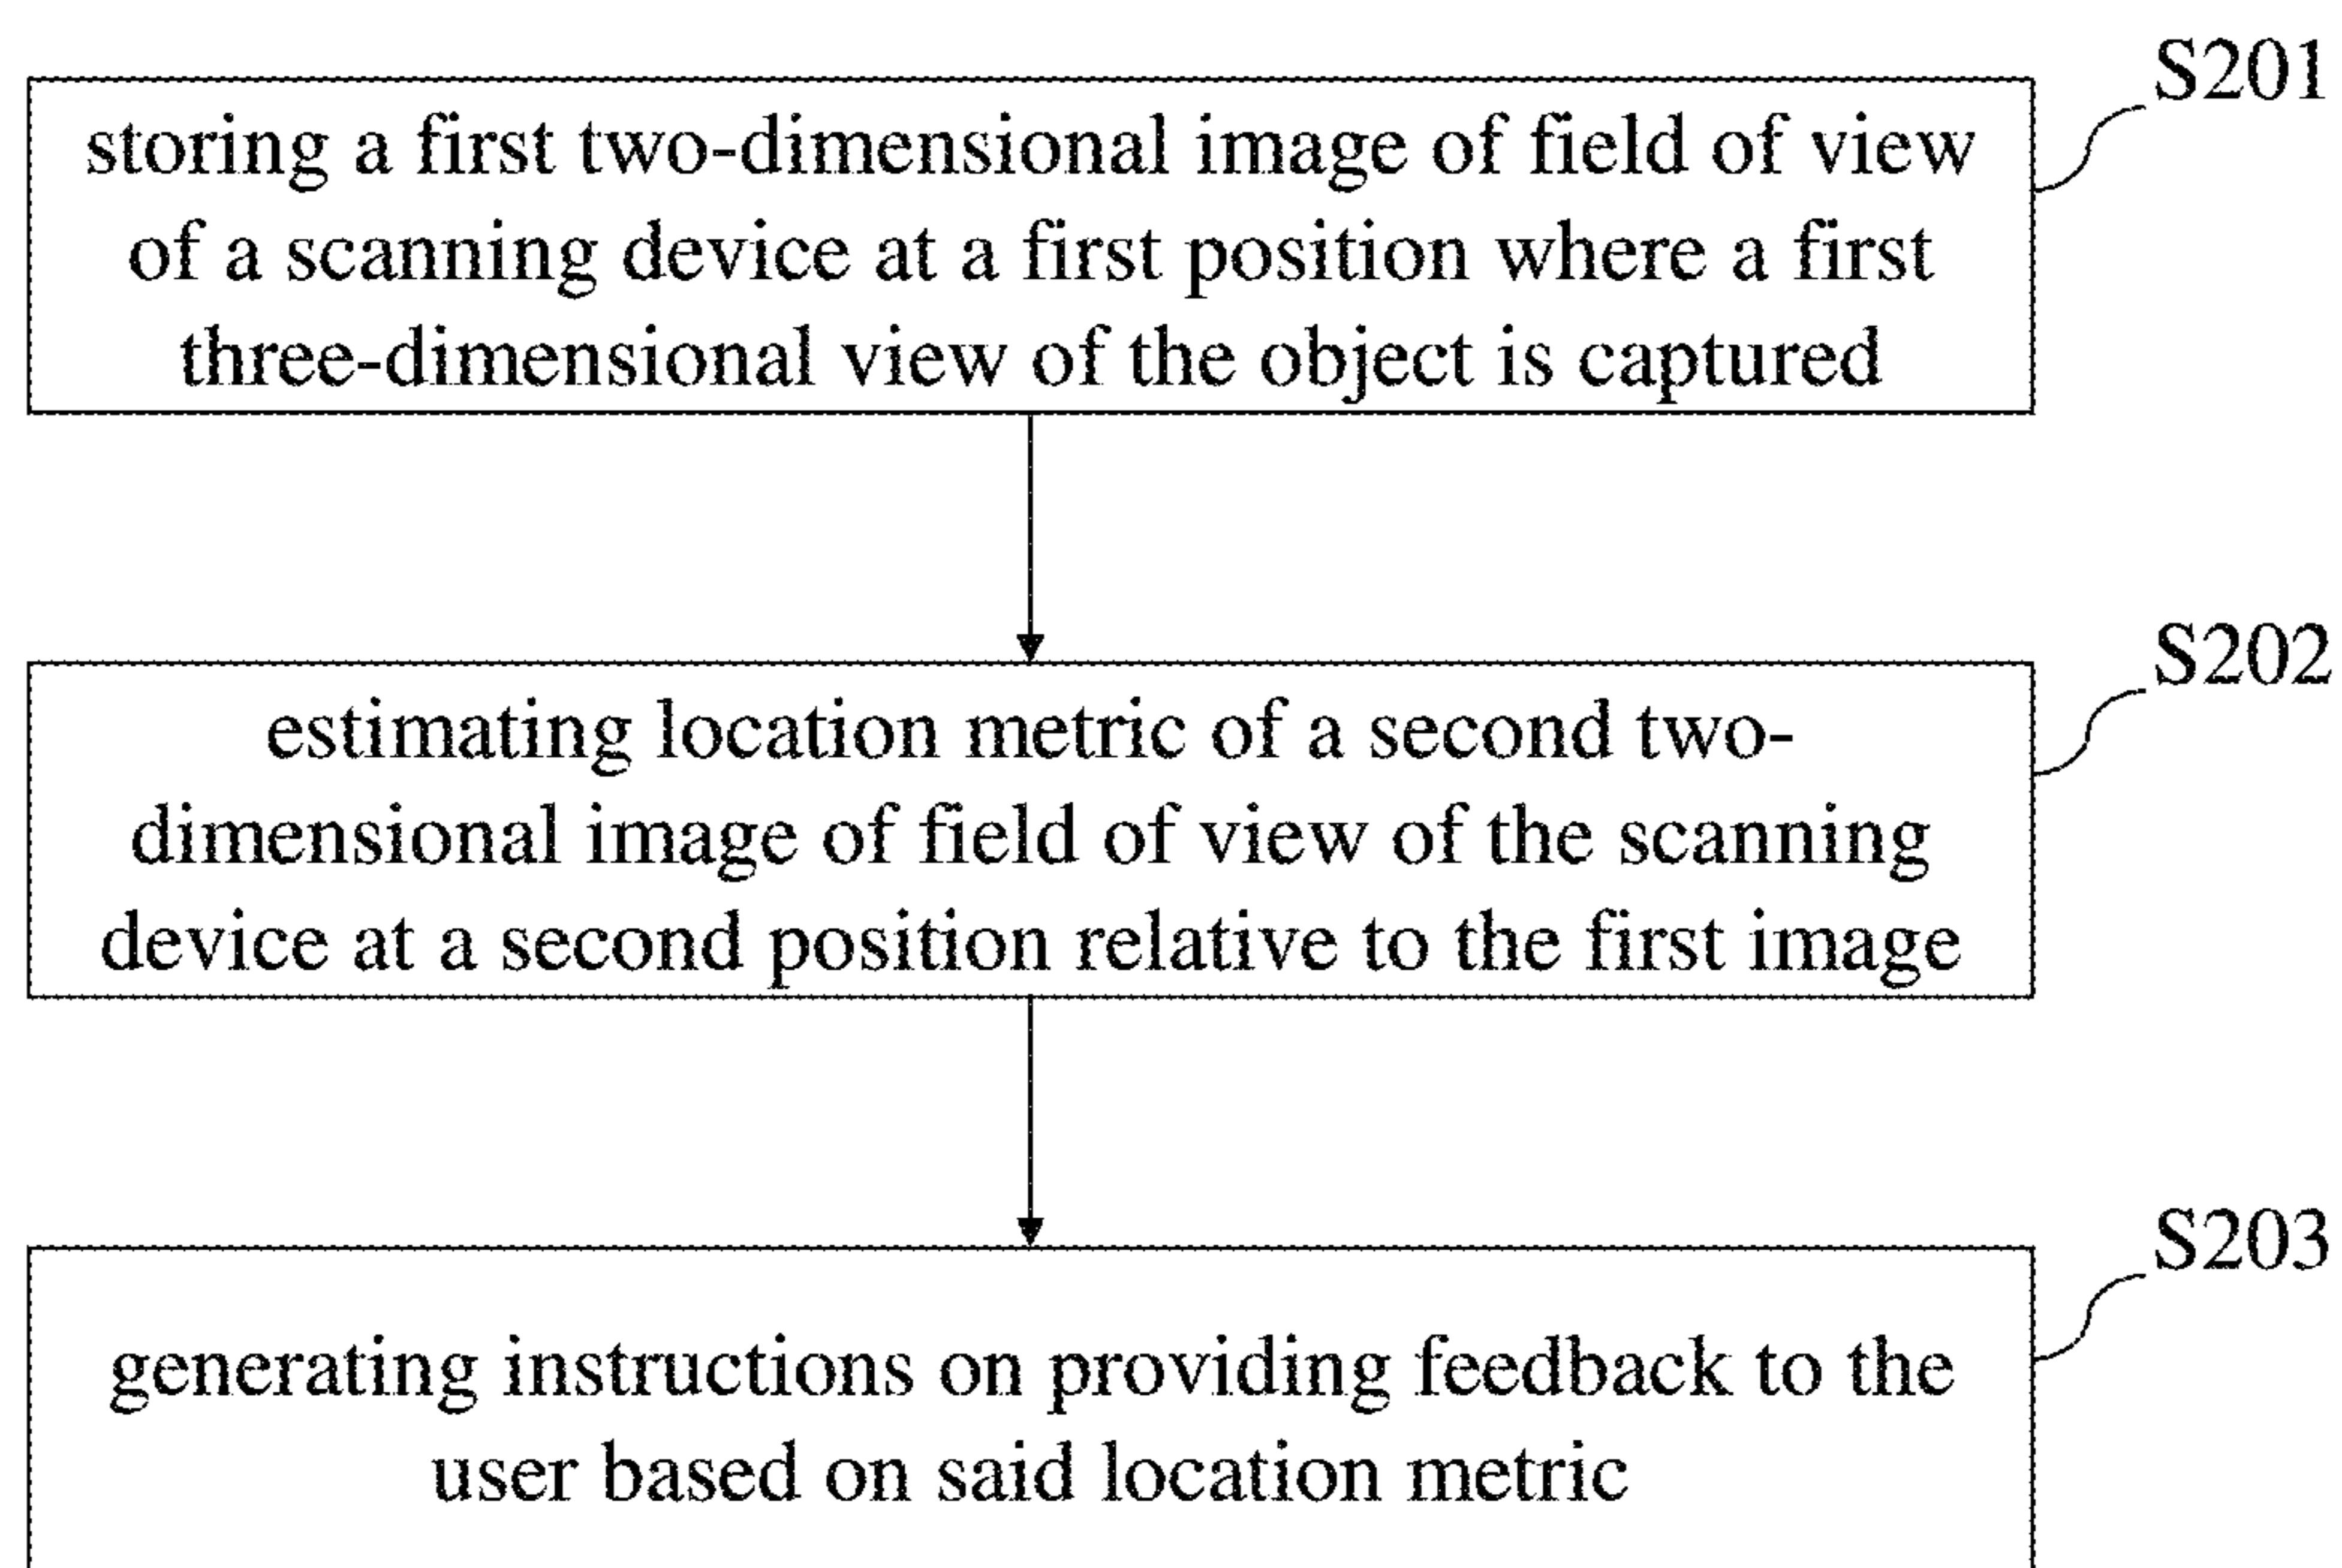 S201
storing a first two-dimensional image of field of view
of a scanning device at a first position where a first
three-dimensional view of the object is captured
S202
estimating location metric of a second two-
dimensional image of field of view of the scanning
device at a second position relative to the first image
S203
generating instructions on providing feedback to the
user based on said location metric